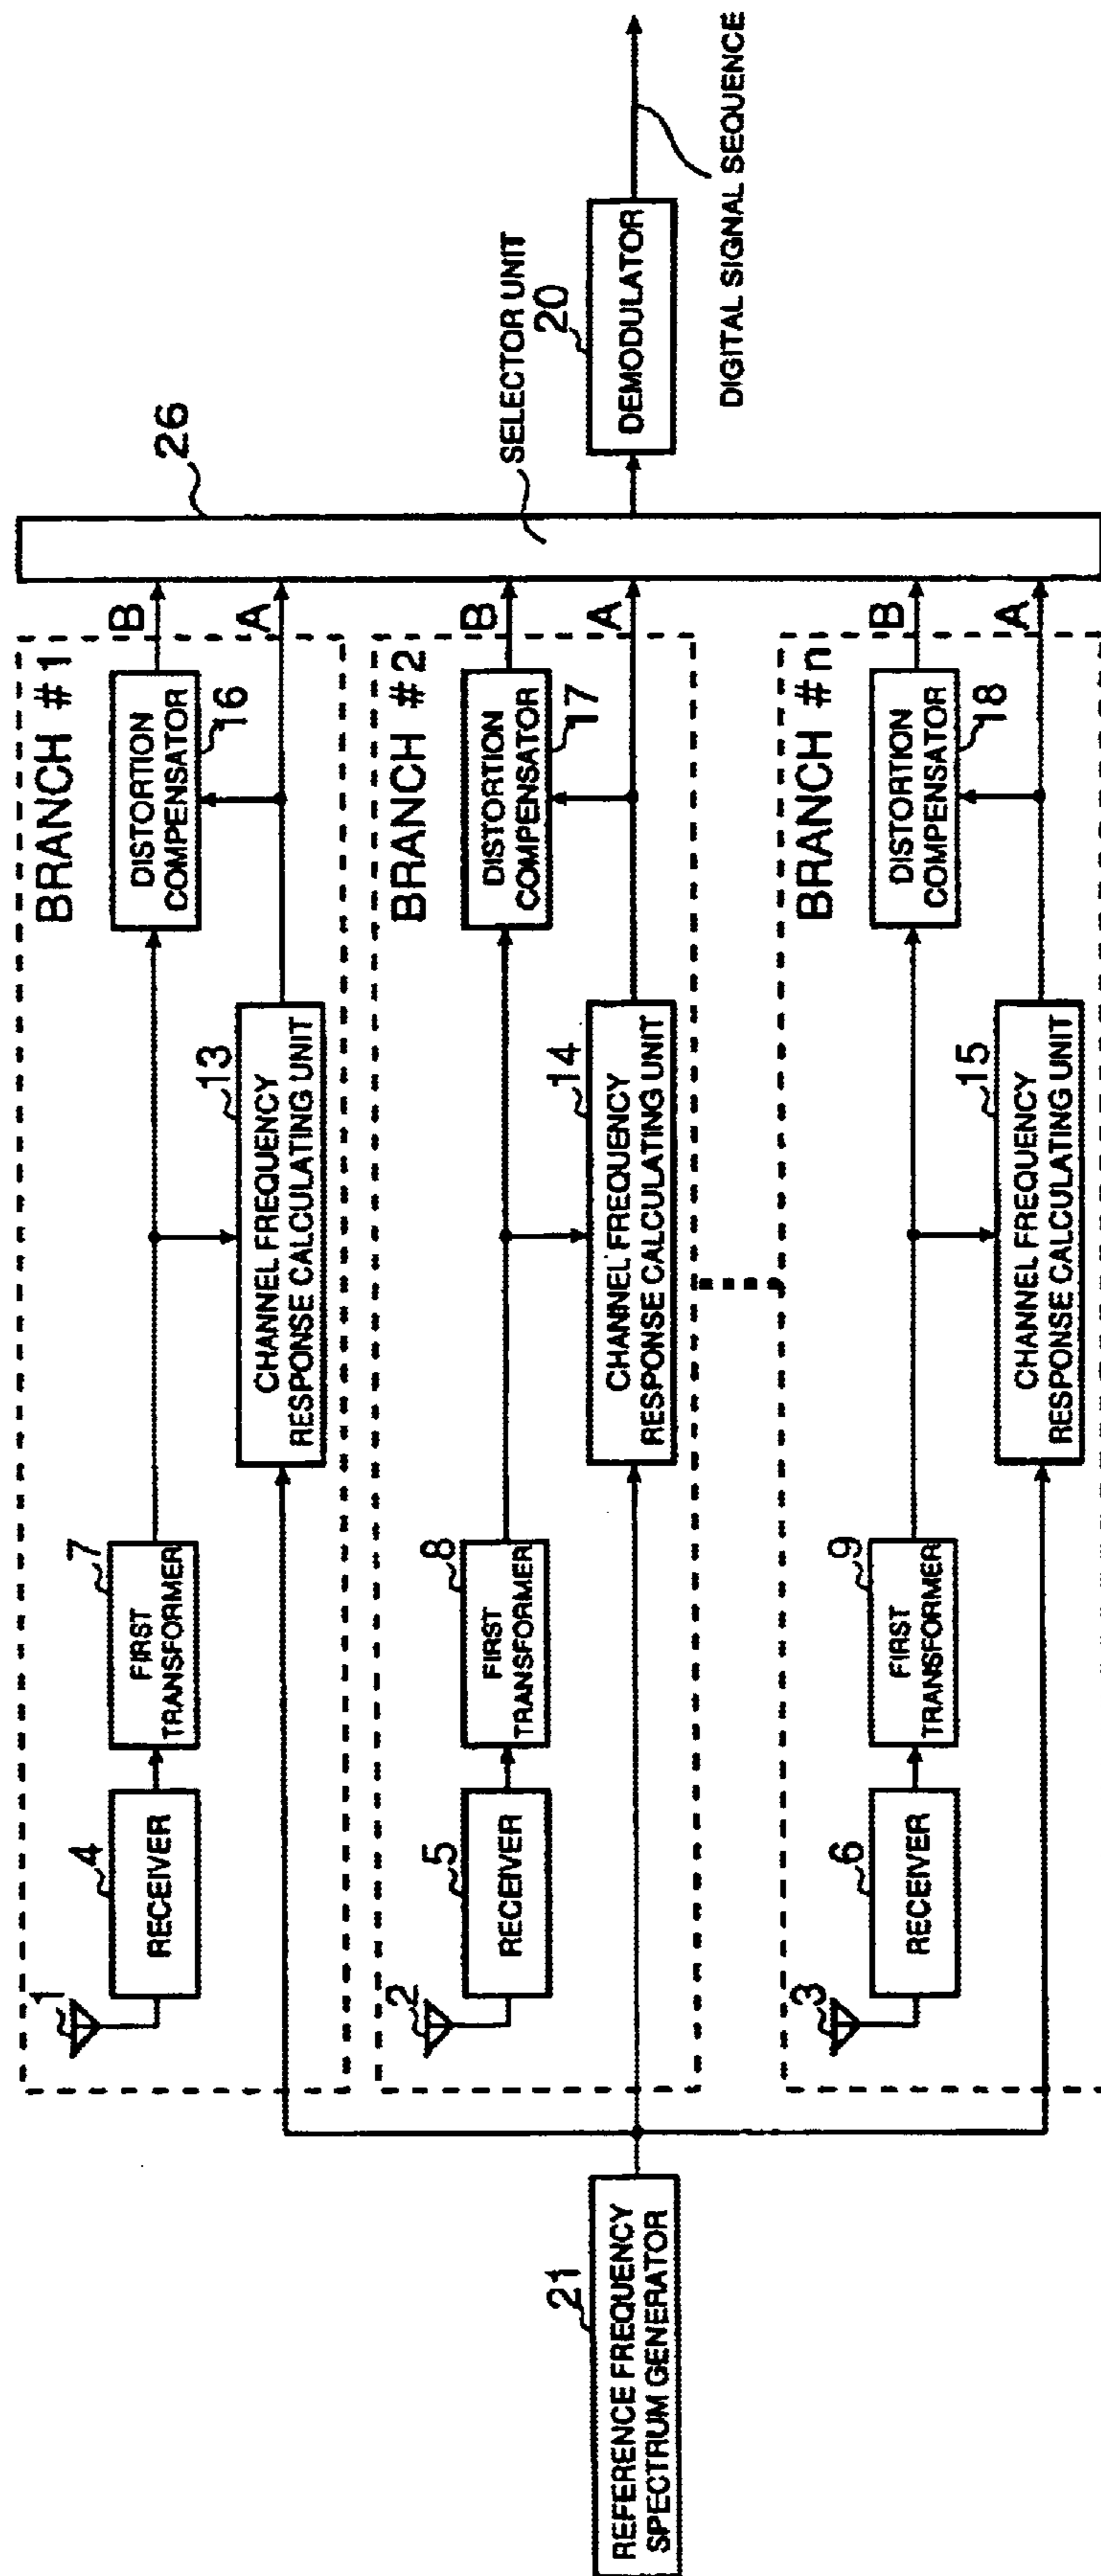 21
REFERENCE FREQUENCY
SPECTRUM GENERATOR
BRANCH #1
1
4
RECEIVER
7
FIRST
TRANSFORMER
13
CHANNEL FREQUENCY
RESPONSE CALCULATING UNIT
DISTORTION
COMPENSATOR
16
B
A
BRANCH #2
2
5
RECEIVER
8
FIRST
TRANSFORMER
14
CHANNEL FREQUENCY
RESPONSE CALCULATING UNIT
DISTORTION
COMPENSATOR
17
B
A
BRANCH #n
3
6
RECEIVER
9
FIRST
TRANSFORMER
15
CHANNEL FREQUENCY
RESPONSE CALCULATING UNIT
DISTORTION
COMPENSATOR
18
B
A
26
SELECTOR UNIT
20
DEMODULATOR
DIGITAL SIGNAL SEQUENCE